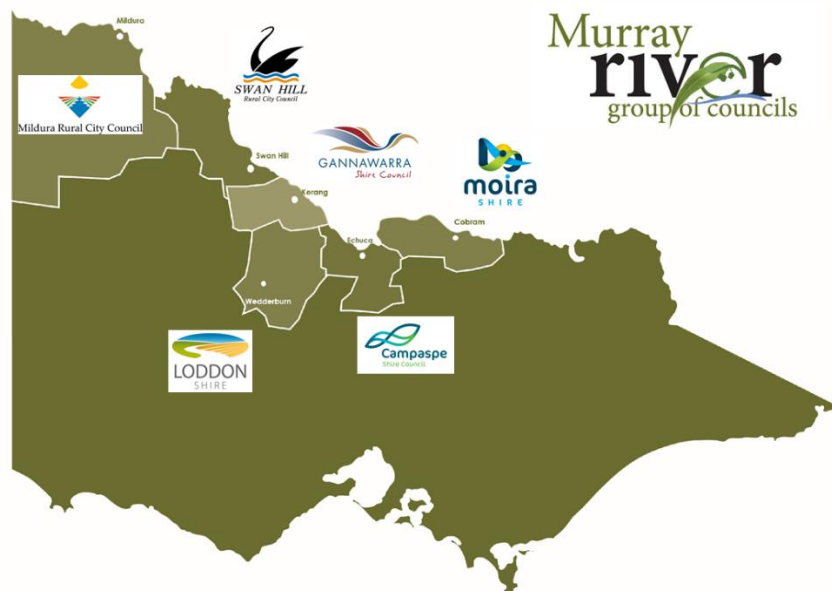 Murray
river
group of councils
Mildura
SWAN HILL
Rural City Council
Mildura Rural City Council
GANNAWARRA
Shire Council
Swan Hill
moira
SHIRE
Kerang
Cobram
Echuca
Wedderburn
LODDON
SHIRE
Campaspe
Shire Council